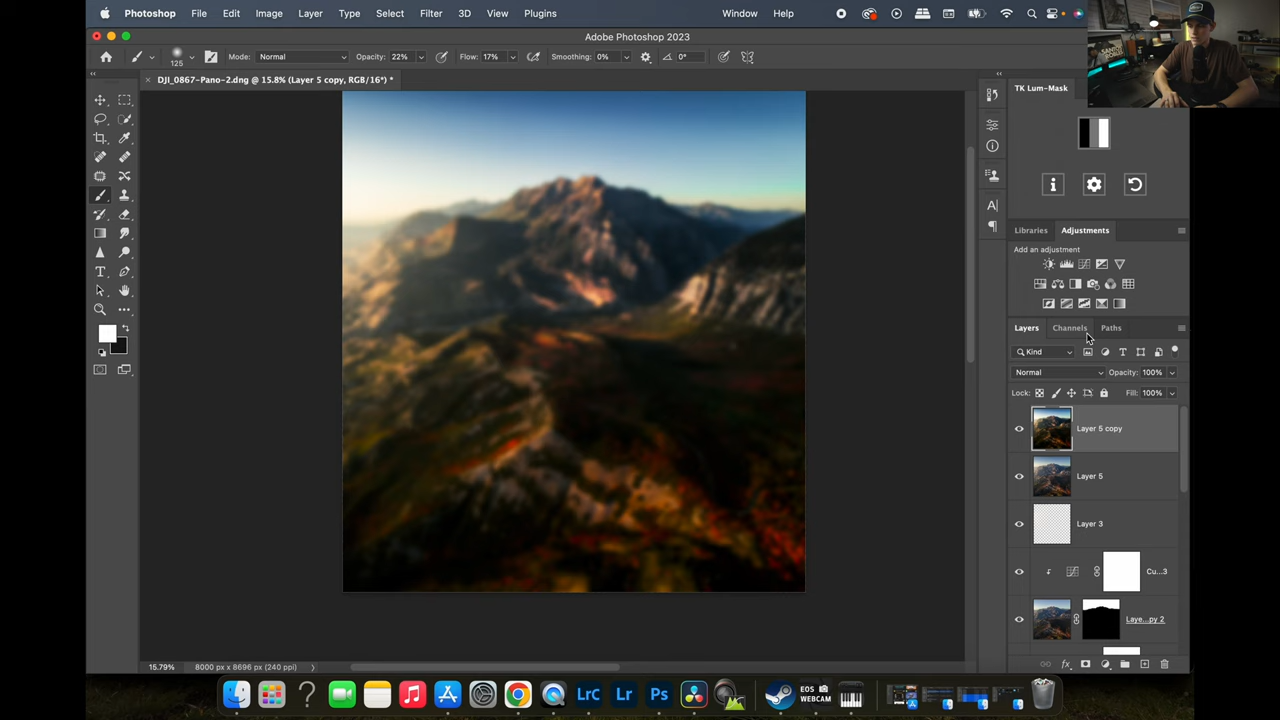 Photoshop File Edit Image Layer Type Select Filter 3D View Plugins Window Help
Adobe Photoshop 2023
125 Mode: Normal Opacity: 22% Flow: 17% Smoothing: 0% 0°
DJI_0867-Pano-2.dng @ 15.8% (Layer 5 copy, RGB/16*) *
TK Lum-Mask
Libraries Adjustments
Add an adjustment
Layers Channels Paths
Kind
Normal Opacity: 100%
Lock: Fill: 100%
Layer 5 copy
Layer 5
Layer 3
Cu...3
Laye...py 2
15.79% 8000 px x 8696 px (240 ppi)
LrC Lr Ps EOS WEBCAM